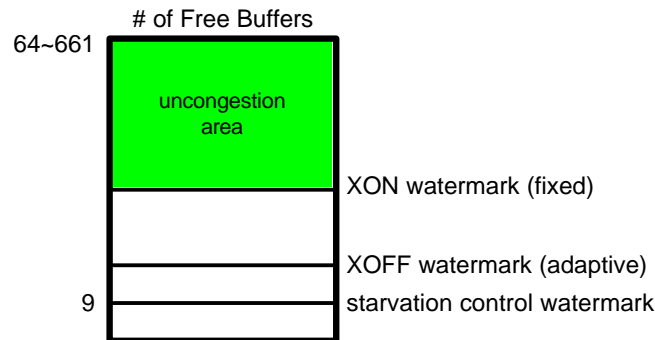 # of Free Buffers
64~661
uncongestion
area
XON watermark (fixed)
XOFF watermark (adaptive)
9
starvation control watermark